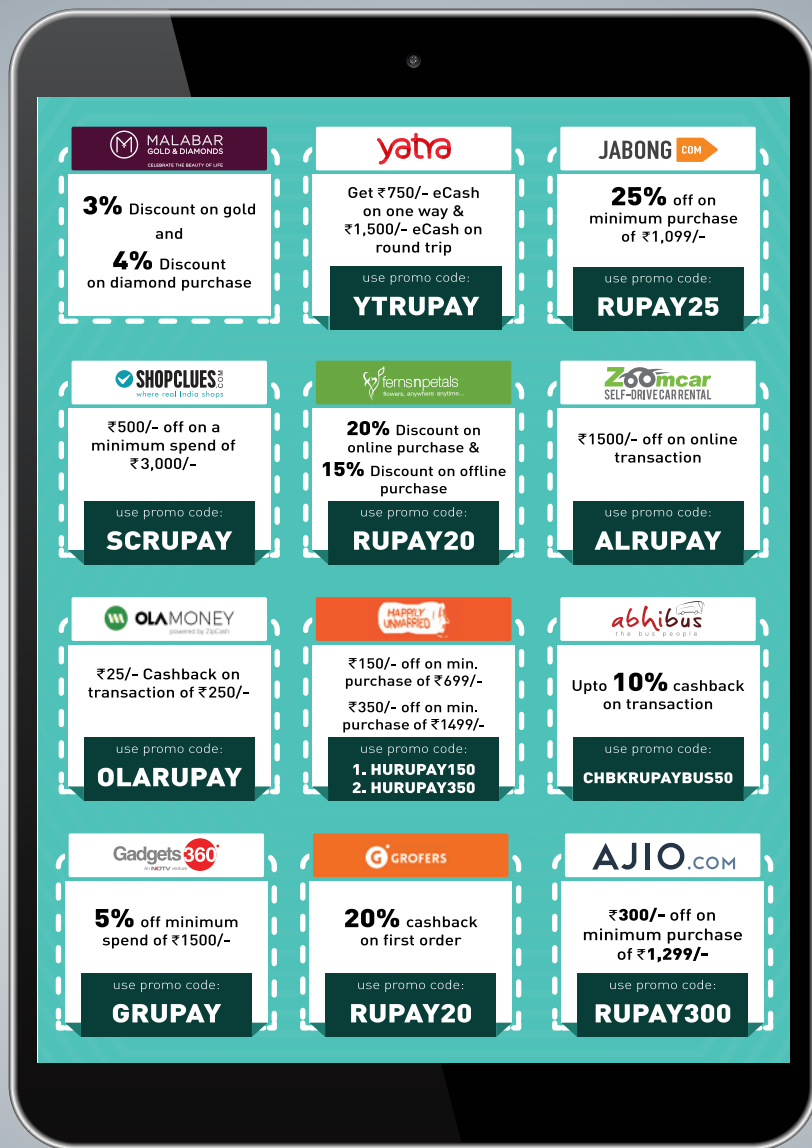 MALABAR
GOLD & DIAMONDS
CELEBRATE THE BEAUTY OF LIFE
3% Discount on gold
and
4% Discount
on diamond purchase
yatra
Get ₹750/- eCash
on one way &
₹1,500/- eCash on
round trip
use promo code:
YTRUPAY
JABONG COM
25% off on
minimum purchase
of ₹1,099/-
use promo code:
RUPAY25
SHOPCLUES.COM
where real India shops
₹500/- off on a
minimum spend of
₹3,000/-
use promo code:
SCRUPAY
fernsnpetals
flowers, anywhere anytime...
20% Discount on
online purchase &
15% Discount on offline
purchase
use promo code:
RUPAY20
Zoomcar
SELF-DRIVE CAR RENTAL
₹1500/- off on online
transaction
use promo code:
ALRUPAY
OLAMONEY
powered by ZipCash
₹25/- Cashback on
transaction of ₹250/-
use promo code:
OLARUPAY
HAPPILY
UNMARRIED
₹150/- off on min.
purchase of ₹699/-
₹350/- off on min.
purchase of ₹1499/-
use promo code:
1. HURUPAY150
2. HURUPAY350
abhibus
the bus people
Upto 10% cashback
on transaction
use promo code:
CHBKRUPAYBUS50
Gadgets 360°
An NDTV venture
5% off minimum
spend of ₹1500/-
use promo code:
GRUPAY
G GROFERS
20% cashback
on first order
use promo code:
RUPAY20
AJIO.COM
₹300/- off on
minimum purchase
of ₹1,299/-
use promo code:
RUPAY300